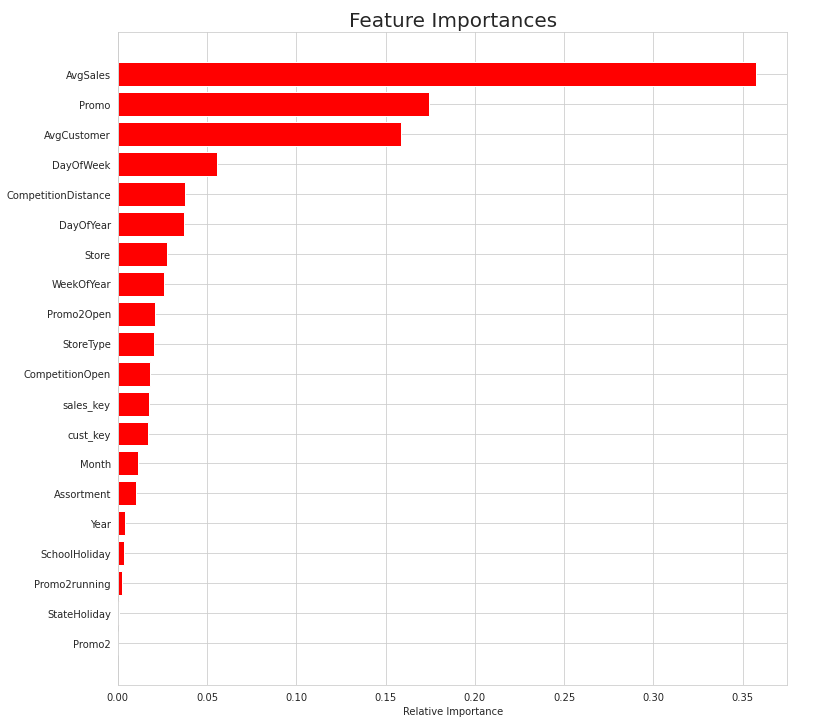 Feature Importances
AvgSales
Promo
AvgCustomer
DayOfWeek
CompetitionDistance
DayOfYear
Store
WeekOfYear
Promo2Open
StoreType
CompetitionOpen
sales_key
cust_key
Month
Assortment
Year
SchoolHoliday
Promo2running
StateHoliday
Promo2
0.00 0.05 0.10 0.15 0.20 0.25 0.30 0.35
Relative Importance